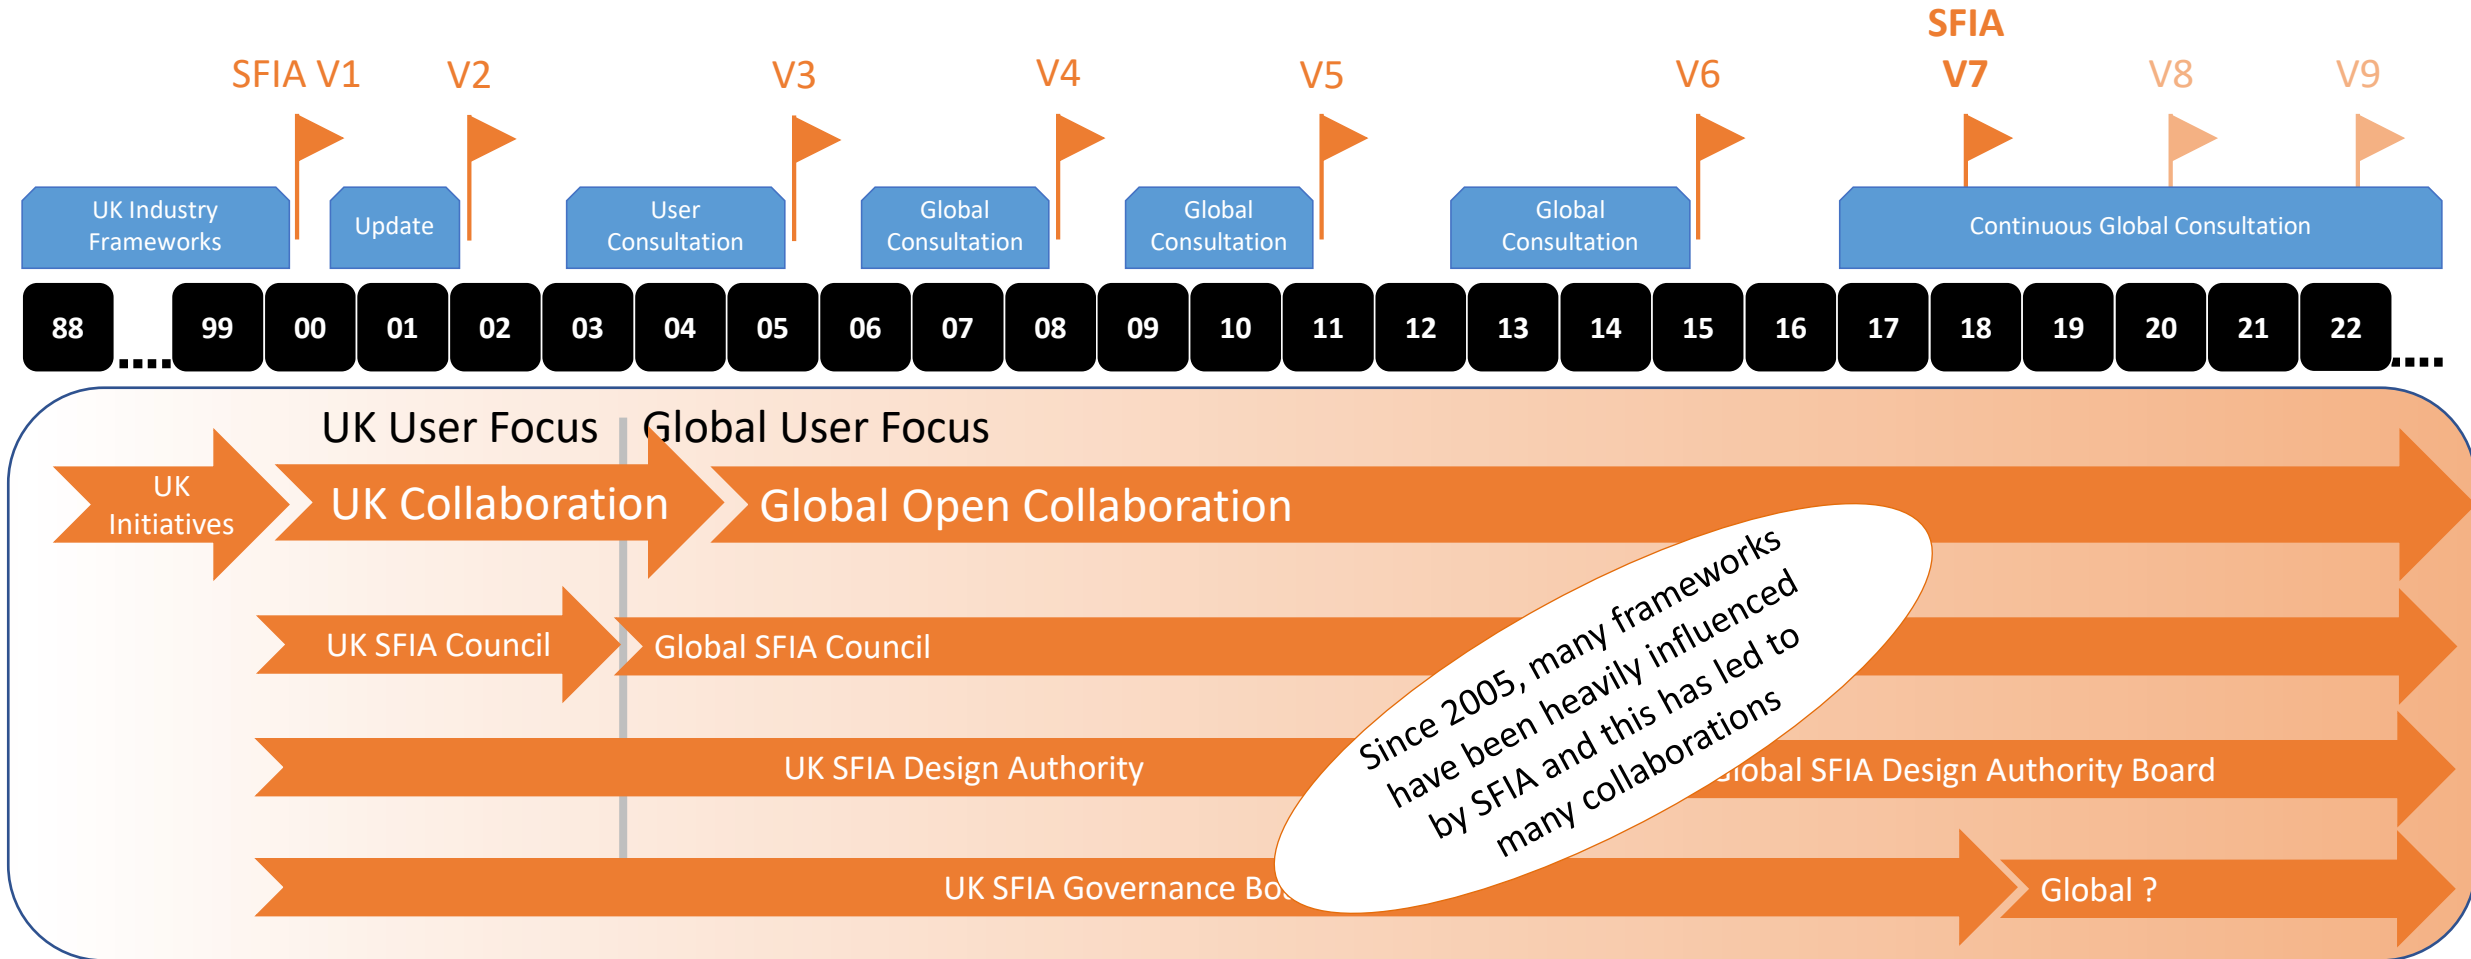 SFIA
SFIA V1 V2 V3 V4 V5 V6 V7 V8 V9
UK Industry
Frameworks
Update
User
Consultation
Global
Consultation
Global
Consultation
Global
Consultation
Continuous Global Consultation
88 .... 99 00 01 02 03 04 05 06 07 08 09 10 11 12 13 14 15 16 17 18 19 20 21 22 ....
UK User Focus
Global User Focus
UK
Initiatives
UK Collaboration
Global Open Collaboration
UK SFIA Council
Global SFIA Council
Since 2005, many frameworks
have been heavily influenced
by SFIA and this has led to
many collaborations
UK SFIA Design Authority
Global SFIA Design Authority Board
UK SFIA Governance Bo
Global ?